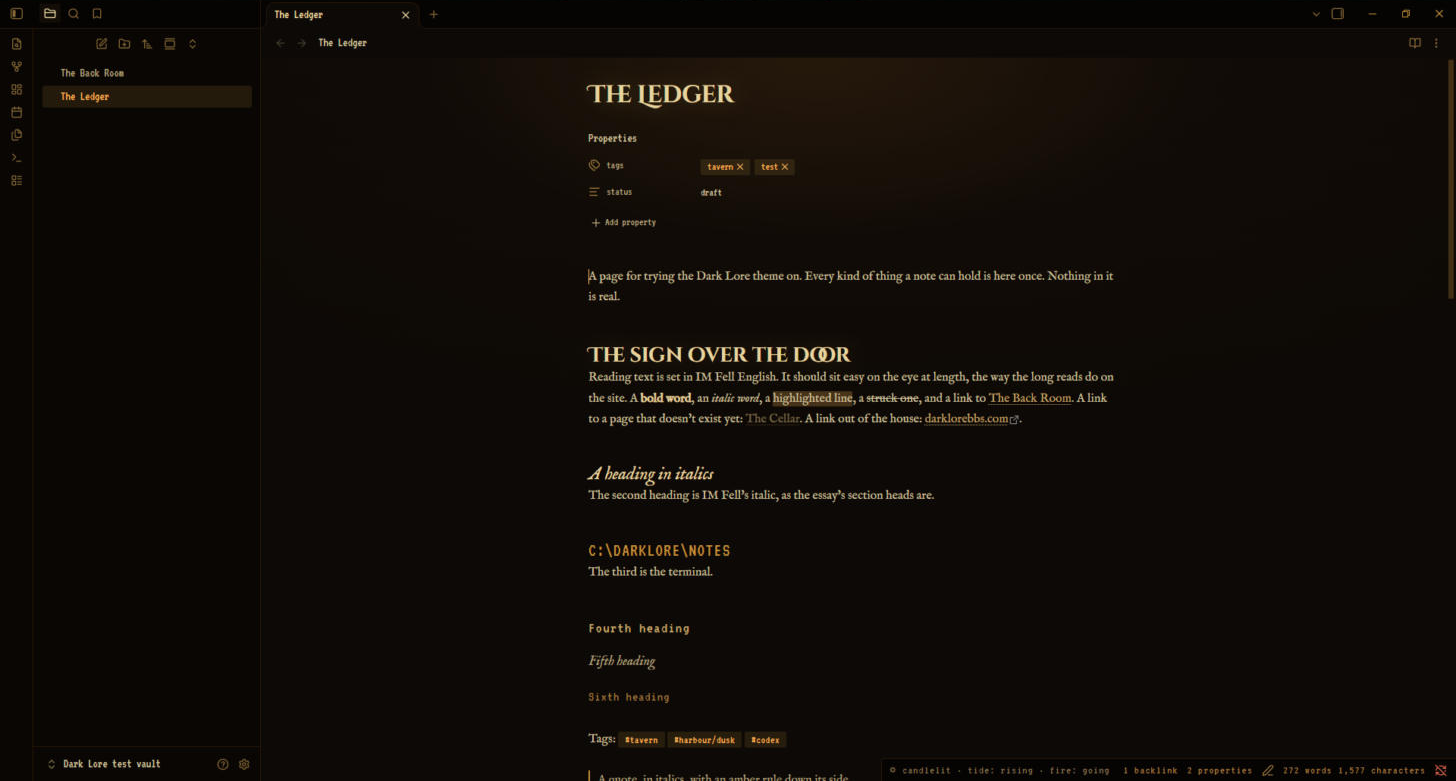 The Ledger
The Ledger
The Back Room
The Ledger
The Ledger
Properties
tags tavern test
status draft
Add property
A page for trying the Dark Lore theme on. Every kind of thing a note can hold is here once. Nothing in it
is real.
The sign over the door
Reading text is set in IM Fell English. It should sit easy on the eye at length, the way the long reads do on
the site. A bold word, an italic word, a highlighted line, a struck one, and a link to The Back Room. A link
to a page that doesn't exist yet: The Cellar. A link out of the house: darklorebbs.com.
A heading in italics
The second heading is IM Fell's italic, as the essay's section heads are.
C:\DARKLORE\NOTES
The third is the terminal.
Fourth heading
Fifth heading
Sixth heading
Tags: #tavern #harbour/dusk #codex
A quote, in italics, with an amber rule down its side.
Dark Lore test vault
candlelit · tide: rising · fire: going 1 backlink 2 properties 272 words 1,577 characters